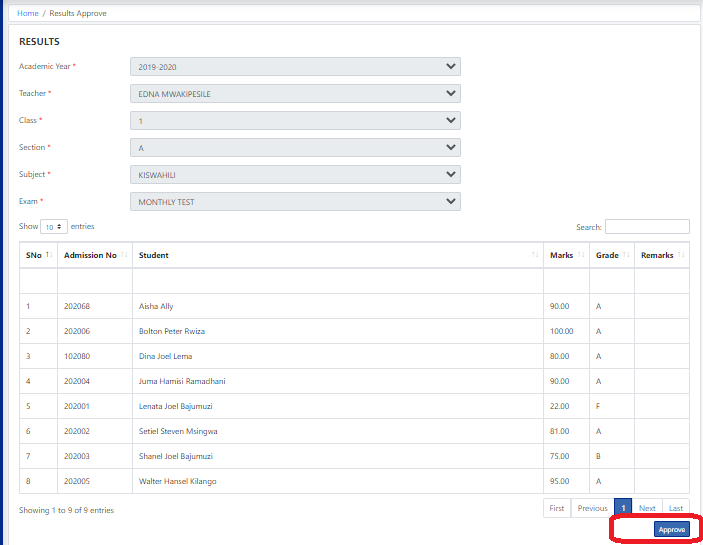 Home / Results Approve
RESULTS
Academic Year * 2019-2020
Teacher * EDNA MWAKIPESILE
Class * 1
Section * A
Subject * KISWAHILI
Exam * MONTHLY TEST
Show 10 entries Search:
SNo Admission No Student Marks Grade Remarks
1 202068 Aisha Ally 90.00 A
2 202006 Bolton Peter Rwiza 100.00 A
3 102080 Dina Joel Lema 80.00 A
4 202004 Juma Hamisi Ramadhani 90.00 A
5 202001 Lenata Joel Bajumuzi 22.00 F
6 202002 Setiel Steven Msingwa 81.00 A
7 202003 Shanel Joel Bajumuzi 75.00 B
8 202005 Walter Hansel Kilango 95.00 A
Showing 1 to 9 of 9 entries First Previous 1 Next Last
Approve